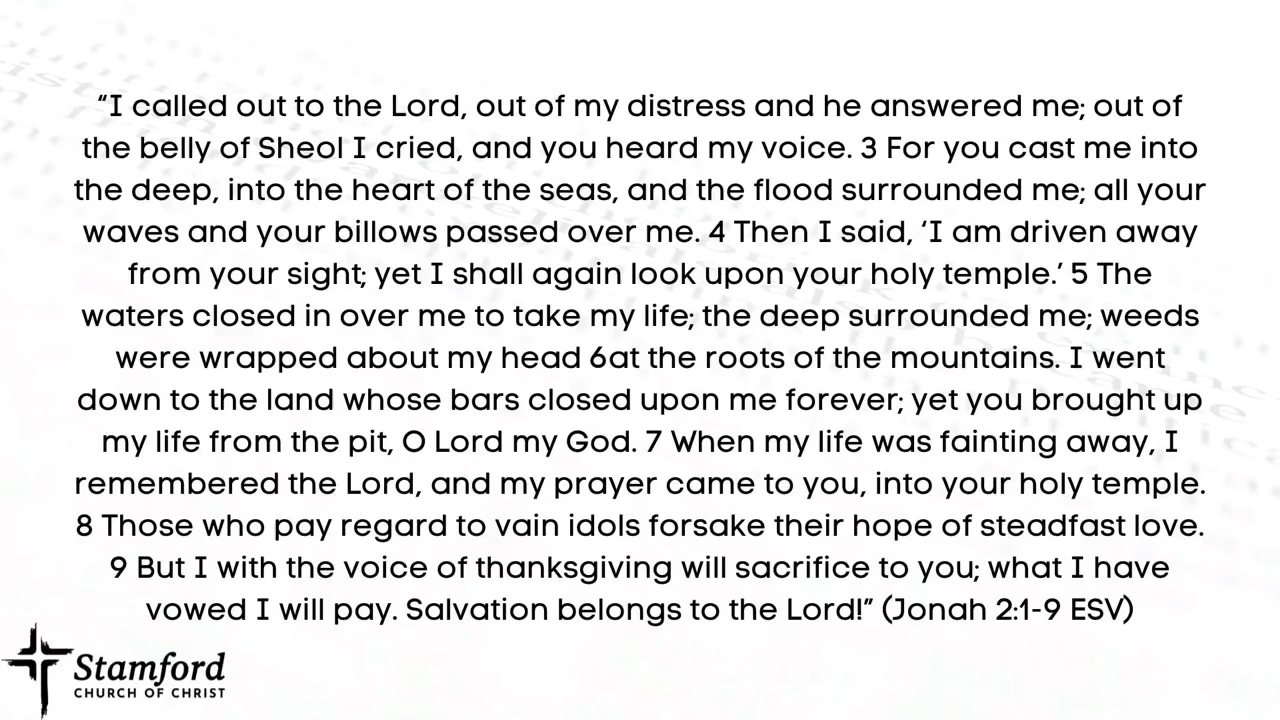 “I called out to the Lord, out of my distress and he answered me; out of
the belly of Sheol I cried, and you heard my voice. 3 For you cast me into
the deep, into the heart of the seas, and the flood surrounded me; all your
waves and your billows passed over me. 4 Then I said, ‘I am driven away
from your sight; yet I shall again look upon your holy temple.’ 5 The
waters closed in over me to take my life; the deep surrounded me; weeds
were wrapped about my head 6at the roots of the mountains. I went
down to the land whose bars closed upon me forever; yet you brought up
my life from the pit, O Lord my God. 7 When my life was fainting away, I
remembered the Lord, and my prayer came to you, into your holy temple.
8 Those who pay regard to vain idols forsake their hope of steadfast love.
9 But I with the voice of thanksgiving will sacrifice to you; what I have
vowed I will pay. Salvation belongs to the Lord!” (Jonah 2:1-9 ESV)
Stamford
CHURCH OF CHRIST